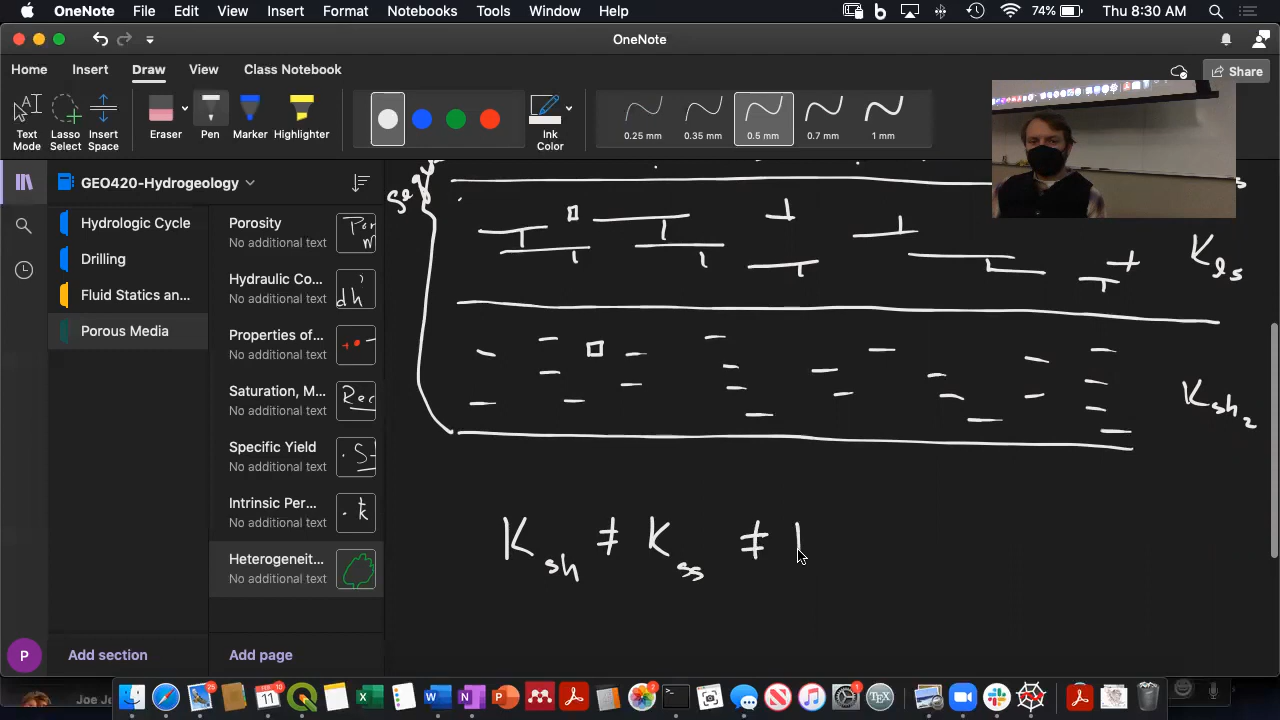 OneNote File Edit View Insert Format Notebooks Tools Window Help 74% Thu 8:30 AM
OneNote
Home Insert Draw View Class Notebook Share
Text Mode Lasso Select Insert Space Eraser Pen Marker Highlighter Ink Color 0.25 mm 0.35 mm 0.5 mm 0.7 mm 1 mm
GEO420-Hydrogeology
Hydrologic Cycle
Drilling
Fluid Statics an...
Porous Media
Porosity
No additional text
Hydraulic Co...
No additional text
dh'
Properties of...
No additional text
Saturation, M...
No additional text
Rec
Specific Yield
No additional text
Intrinsic Per...
No additional text
. k
Heterogeneit...
No additional text
K ls
K sh2
K sh ≠ K ss ≠
P Add section Add page
Joe